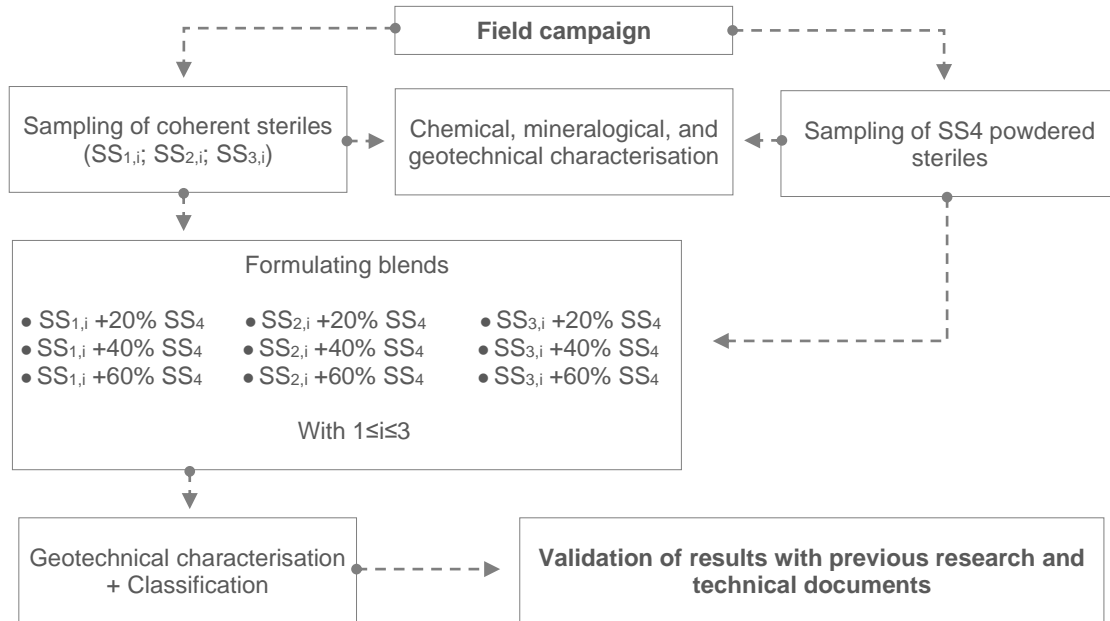 Field campaign
Sampling of coherent steriles
(SS₁,ᵢ; SS₂,ᵢ; SS₃,ᵢ)
Chemical, mineralogical, and
geotechnical characterisation
Sampling of SS4 powdered
steriles
Formulating blends
• SS₁,ᵢ +20% SS₄
• SS₁,ᵢ +40% SS₄
• SS₁,ᵢ +60% SS₄
• SS₂,ᵢ +20% SS₄
• SS₂,ᵢ +40% SS₄
• SS₂,ᵢ +60% SS₄
• SS₃,ᵢ +20% SS₄
• SS₃,ᵢ +40% SS₄
• SS₃,ᵢ +60% SS₄
With 1≤i≤3
Geotechnical characterisation
+ Classification
Validation of results with previous research and
technical documents